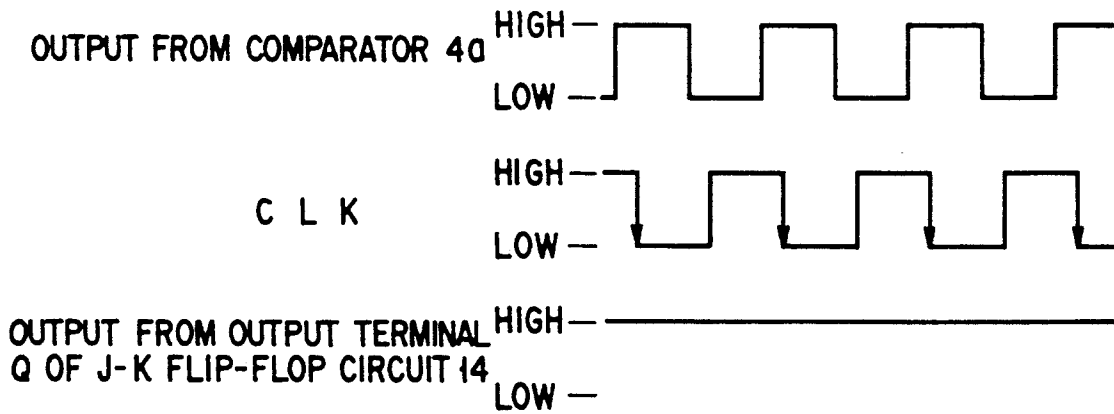 HIGH
OUTPUT FROM COMPARATOR 4a
LOW
HIGH
C L K
LOW
HIGH
OUTPUT FROM OUTPUT TERMINAL
Q OF J-K FLIP-FLOP CIRCUIT 14
LOW